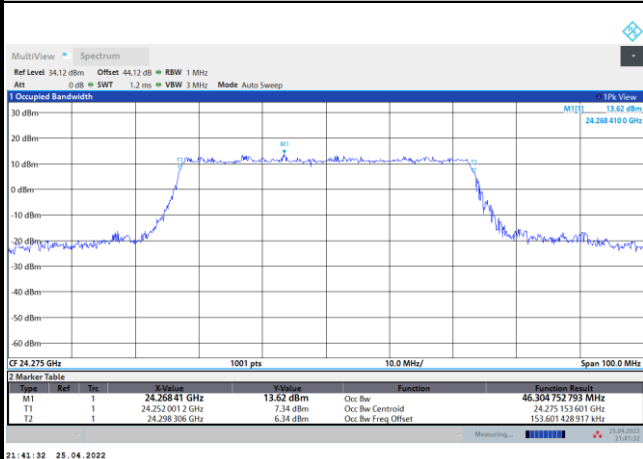 MultiView Spectrum
Ref Level 34.12 dBm Offset 44.12 dB RBW 1 MHz
Att 0 dB SWT 1.2 ms VBW 3 MHz Mode Auto Sweep
1 Occupied Bandwidth 1Pk View
M1[1] 13.62 dBm
24.268 410 0 GHz
30 dBm
20 dBm
M1
T1
T2
10 dBm
0 dBm
-10 dBm
-20 dBm
-30 dBm
-40 dBm
-50 dBm
-60 dBm
CF 24.275 GHz 1001 pts 10.0 MHz/ Span 100.0 MHz
2 Marker Table
Type Ref Trc X-Value Y-Value Function Function Result
M1 1 24.268 41 GHz 13.62 dBm Occ Bw 46.304 752 793 MHz
T1 1 24.252 001 2 GHz 7.34 dBm Occ Bw Centroid 24.275 153 601 GHz
T2 1 24.298 306 GHz 6.34 dBm Occ Bw Freq Offset 153.601 428 917 kHz
Measuring... 25.04.2022
21:41:32
21:41:32 25.04.2022